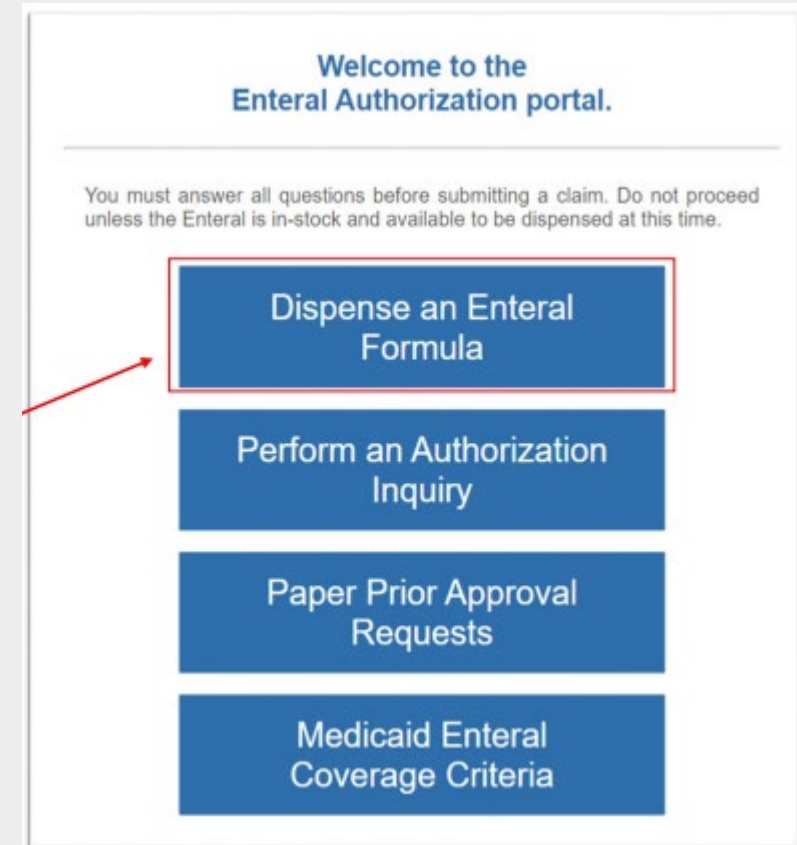 Welcome to the
Enteral Authorization portal.
You must answer all questions before submitting a claim. Do not proceed
unless the Enteral is in-stock and available to be dispensed at this time.
Dispense an Enteral
Formula
Perform an Authorization
Inquiry
Paper Prior Approval
Requests
Medicaid Enteral
Coverage Criteria